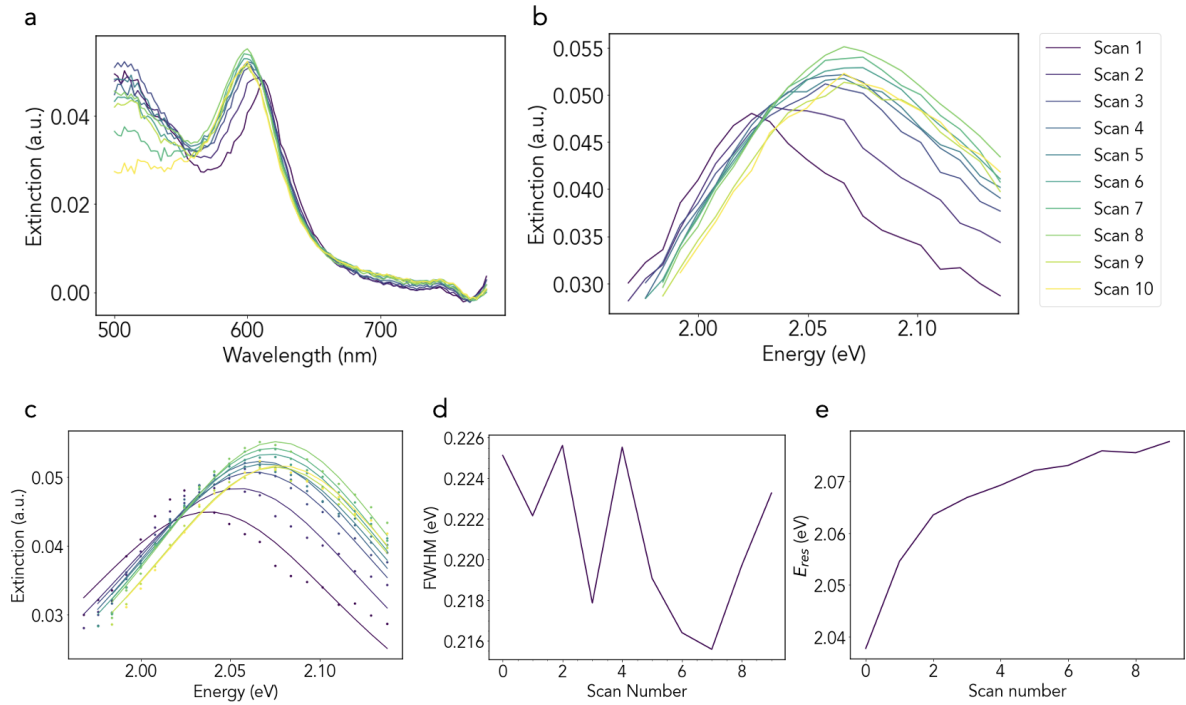 a
Extinction (a.u.)
0.04
0.02
0.00
500
600
700
Wavelength (nm)
b
Extinction (a.u.)
0.055
0.050
0.045
0.040
0.035
0.030
2.00
2.05
2.10
Energy (eV)
Scan 1
Scan 2
Scan 3
Scan 4
Scan 5
Scan 6
Scan 7
Scan 8
Scan 9
Scan 10
c
Extinction (a.u.)
0.05
0.04
0.03
2.00
2.05
2.10
Energy (eV)
d
FWHM (eV)
0.226
0.224
0.222
0.220
0.218
0.216
0
2
4
6
8
Scan Number
e
E_res (eV)
2.07
2.06
2.05
2.04
0
2
4
6
8
Scan number